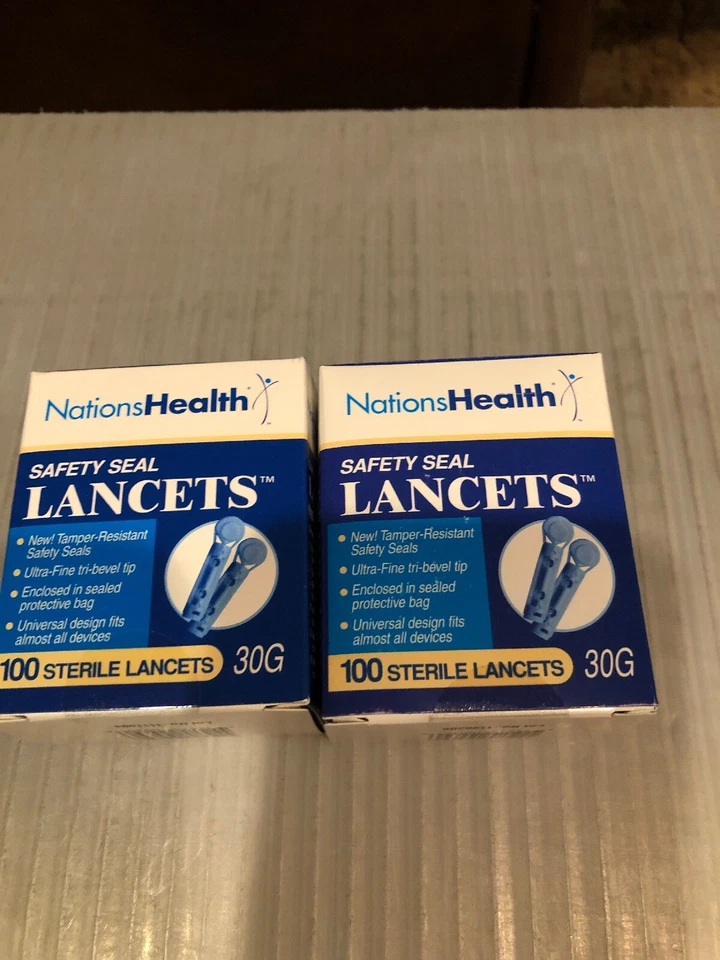 NationsHealth
SAFETY SEAL
LANCETS™
• New! Tamper-Resistant
Safety Seals
• Ultra-Fine tri-bevel tip
• Enclosed in sealed
protective bag
• Universal design fits
almost all devices
100 STERILE LANCETS
30G
NationsHealth
SAFETY SEAL
LANCETS™
• New! Tamper-Resistant
Safety Seals
• Ultra-Fine tri-bevel tip
• Enclosed in sealed
protective bag
• Universal design fits
almost all devices
100 STERILE LANCETS
30G